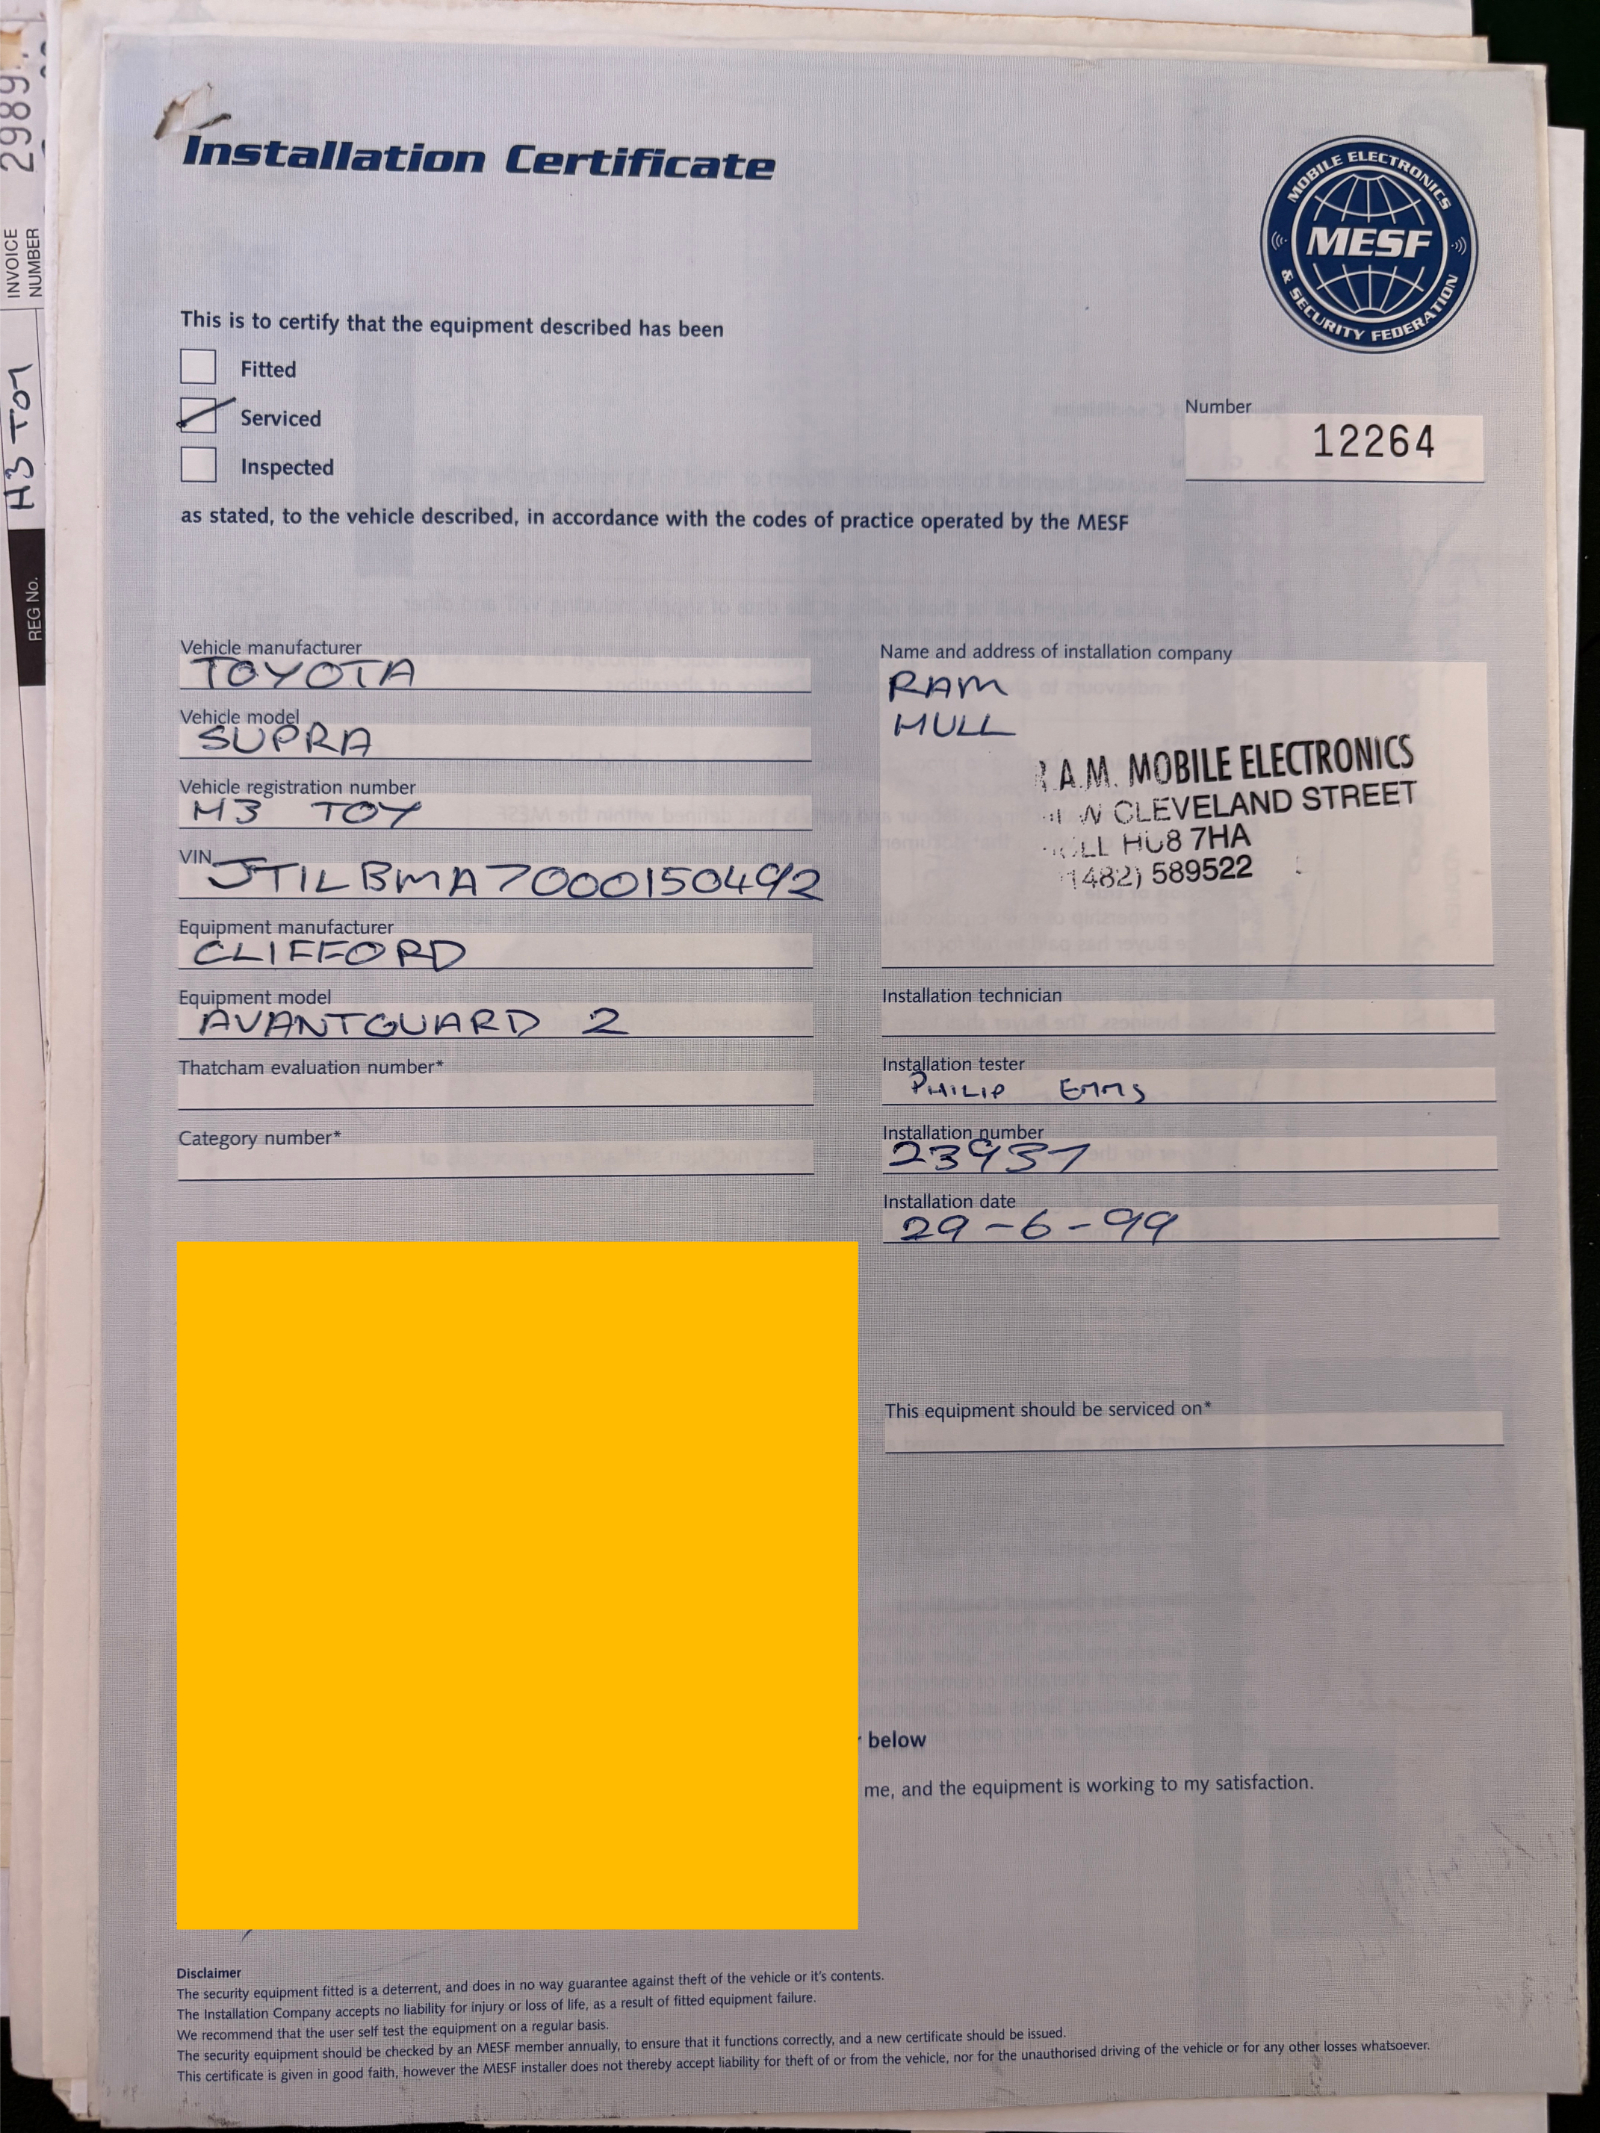 Installation Certificate
MOBILE ELECTRONICS
MESF
& SECURITY FEDERATION
This is to certify that the equipment described has been
Fitted
Serviced
Inspected
Number
12264
as stated, to the vehicle described, in accordance with the codes of practice operated by the MESF
Vehicle manufacturer
TOYOTA
Vehicle model
SUPRA
Vehicle registration number
H3 TOY
VIN
JT1LBMA7000150492
Equipment manufacturer
CLIFFORD
Equipment model
AVANTGUARD 2
Thatcham evaluation number*
Category number*
Name and address of installation company
RAM
HULL
R.A.M. MOBILE ELECTRONICS
CLEVELAND STREET
HU8 7HA
1482) 589522
Installation technician
Installation tester
PHILIP EMMS
Installation number
23957
Installation date
29-6-99
This equipment should be serviced on*
below
me, and the equipment is working to my satisfaction.
Disclaimer
The security equipment fitted is a deterrent, and does in no way guarantee against theft of the vehicle or it's contents.
The Installation Company accepts no liability for injury or loss of life, as a result of fitted equipment failure.
We recommend that the user self test the equipment on a regular basis.
The security equipment should be checked by an MESF member annually, to ensure that it functions correctly, and a new certificate should be issued.
This certificate is given in good faith, however the MESF installer does not thereby accept liability for theft of or from the vehicle, nor for the unauthorised driving of the vehicle or for any other losses whatsoever.
INVOICE
NUMBER
2989
REG No.
H3 TOY